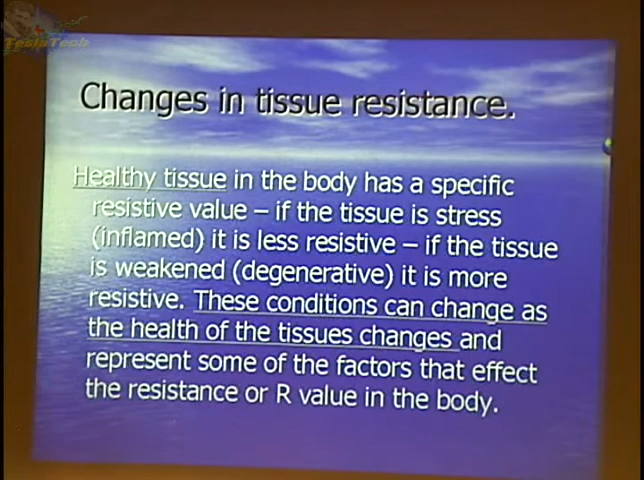 TeslaTech
Changes in tissue resistance.
Healthy tissue in the body has a specific
resistive value – if the tissue is stress
(inflamed) it is less resistive – if the tissue
is weakened (degenerative) it is more
resistive. These conditions can change as
the health of the tissues changes and
represent some of the factors that effect
the resistance or R value in the body.